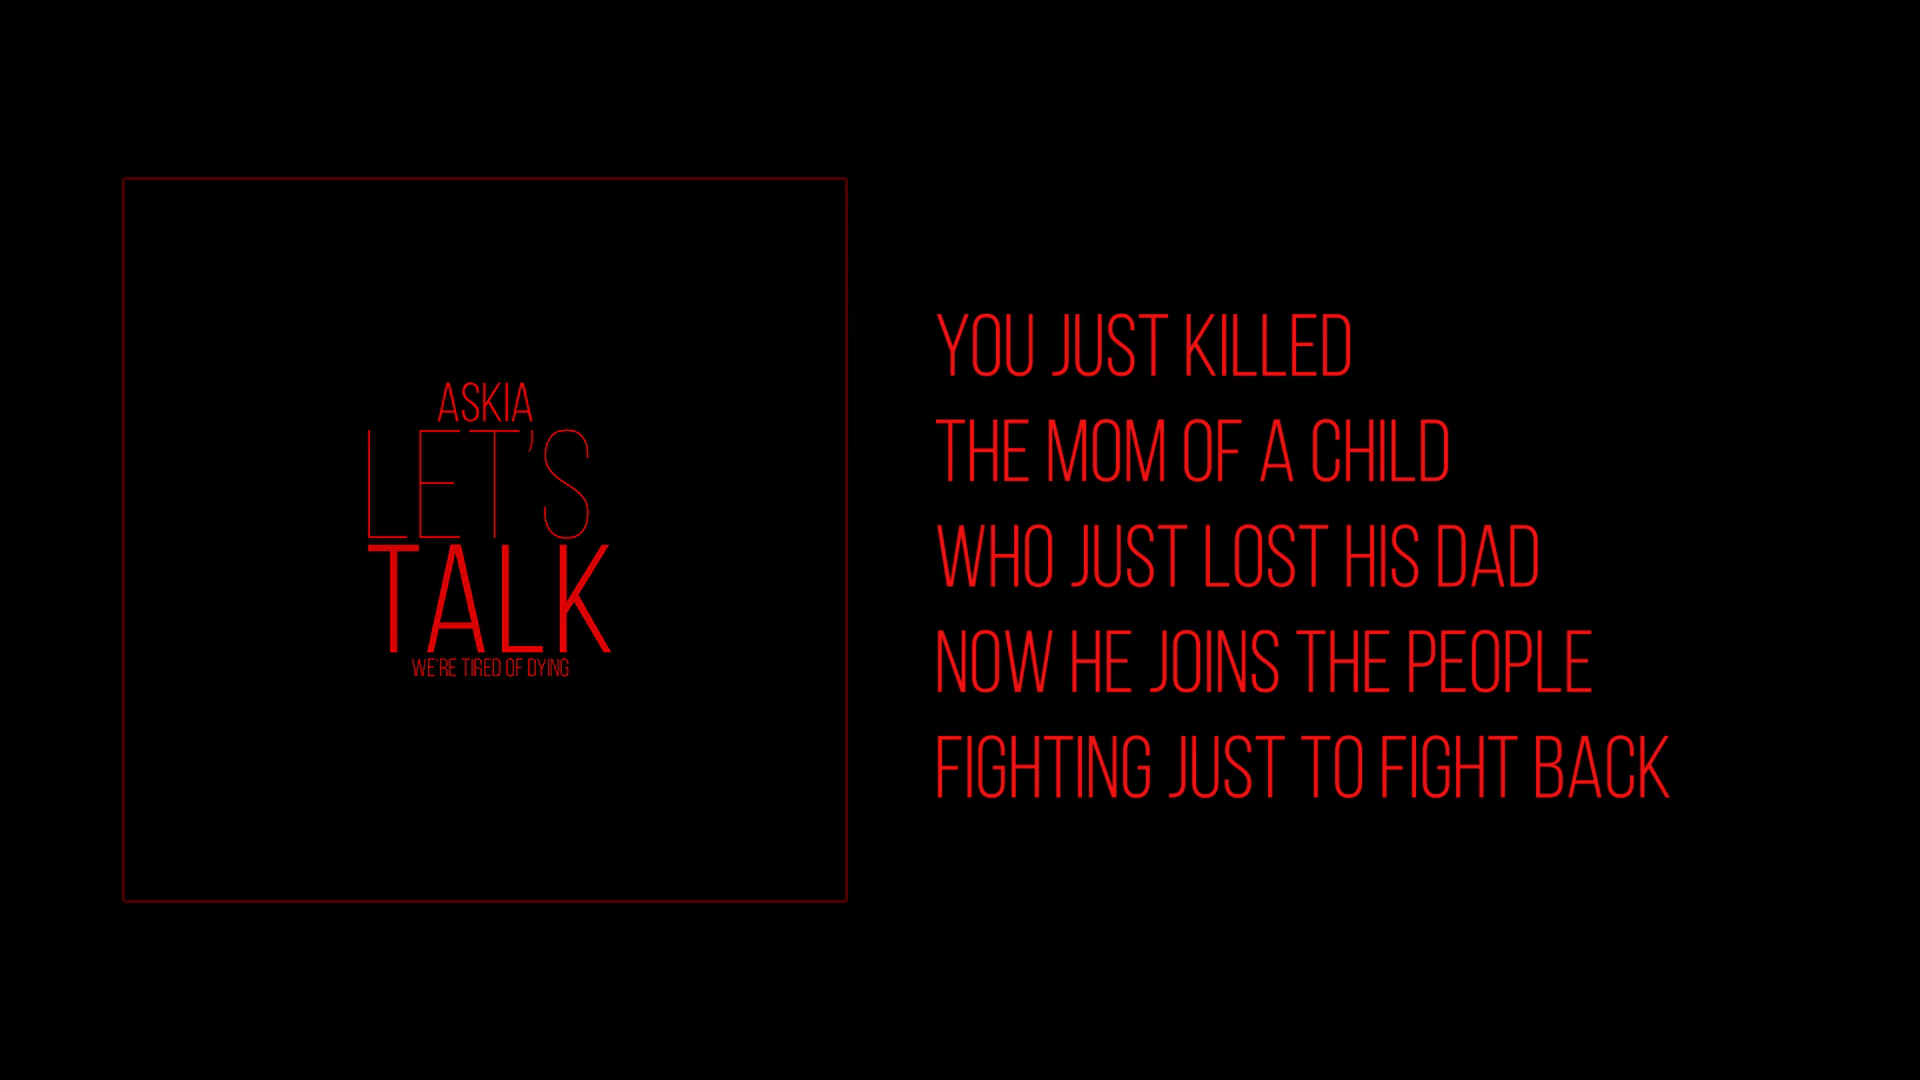 ASKIA
LET'S
TALK
WE'RE TIRED OF DYING
YOU JUST KILLED
THE MOM OF A CHILD
WHO JUST LOST HIS DAD
NOW HE JOINS THE PEOPLE
FIGHTING JUST TO FIGHT BACK